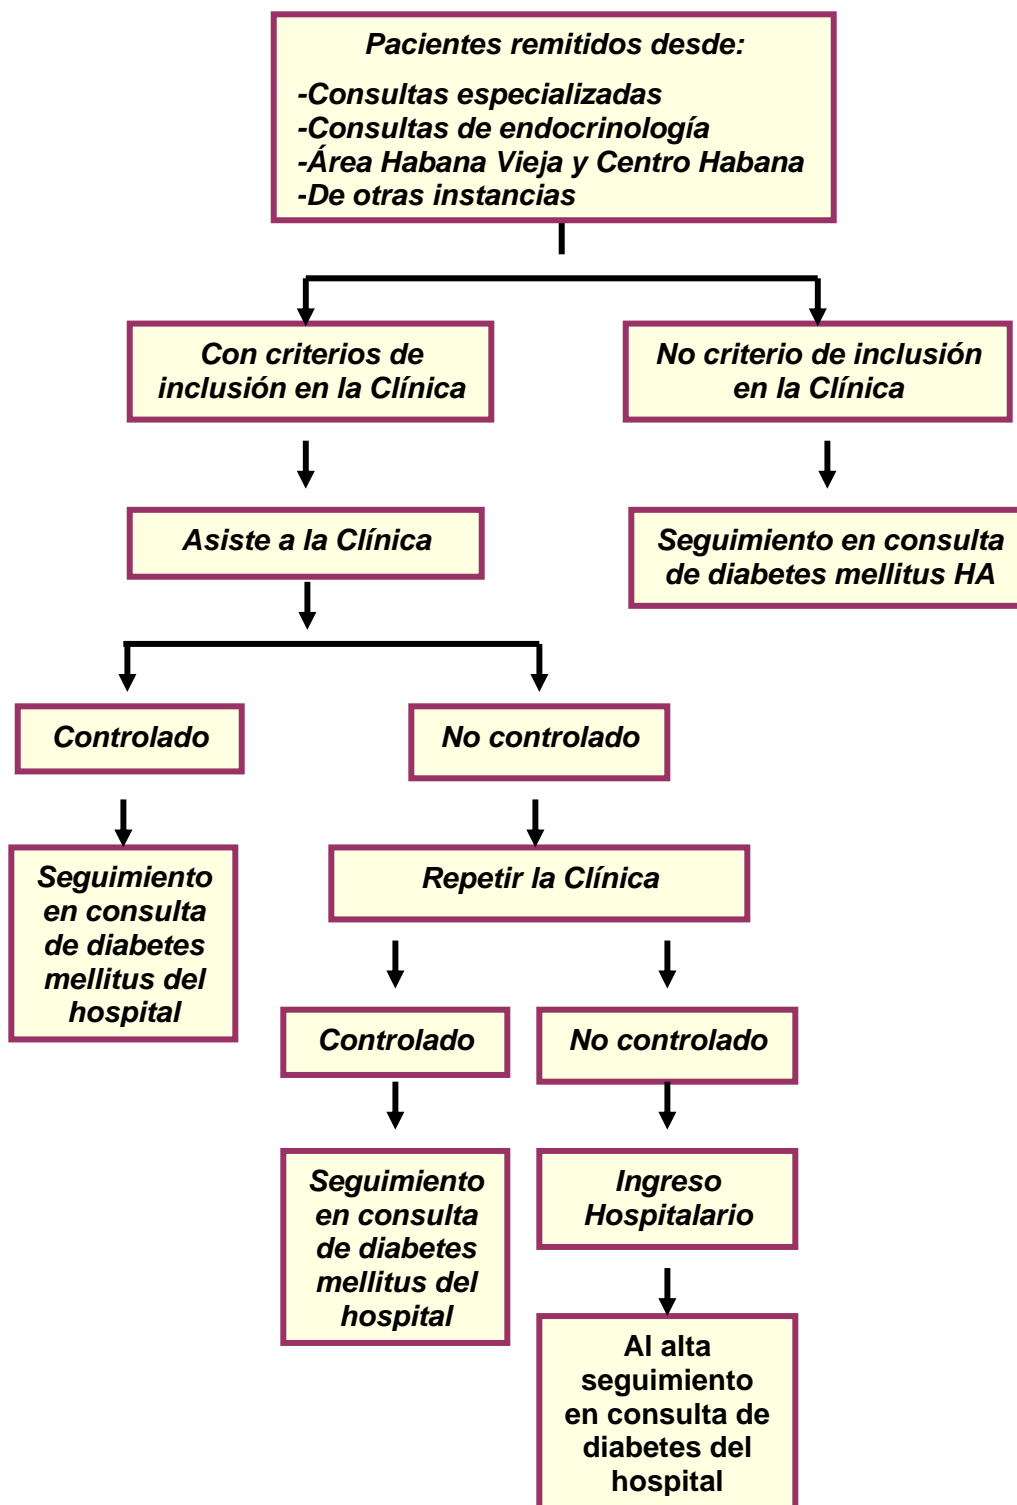 Pacientes remitidos desde:
-Consultas especializadas
-Consultas de endocrinología
-Área Habana Vieja y Centro Habana
-De otras instancias
Con criterios de
inclusión en la Clínica
No criterio de inclusión
en la Clínica
Asiste a la Clínica
Seguimiento en consulta
de diabetes mellitus HA
Controlado
No controlado
Seguimiento
en consulta
de diabetes
mellitus del
hospital
Repetir la Clínica
Controlado
No controlado
Seguimiento
en consulta
de diabetes
mellitus del
hospital
Ingreso
Hospitalario
Al alta
seguimiento
en consulta de
diabetes del
hospital